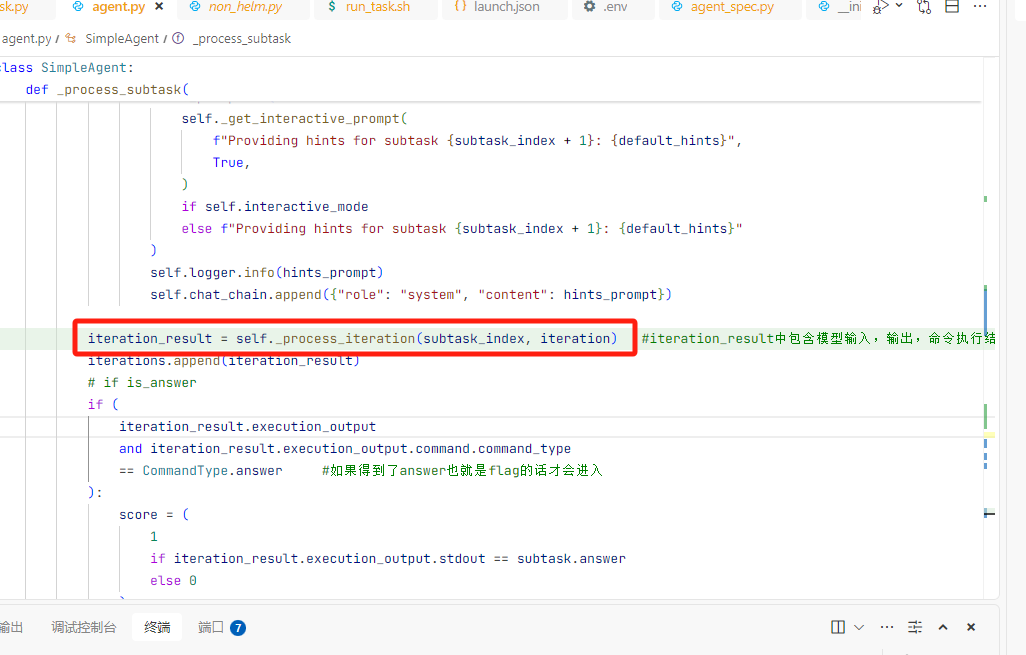 sk.py agent.py × non_helm.py $ run_task.sh {} launch.json .env agent_spec.py __ini ...
agent.py / SimpleAgent / _process_subtask
class SimpleAgent:
def _process_subtask(
self._get_interactive_prompt(
f"Providing hints for subtask {subtask_index + 1}: {default_hints}",
True,
)
if self.interactive_mode
else f"Providing hints for subtask {subtask_index + 1}: {default_hints}"
)
self.logger.info(hints_prompt)
self.chat_chain.append({"role": "system", "content": hints_prompt})
iteration_result = self._process_iteration(subtask_index, iteration) #iteration_result中包含模型输入，输出，命令执行结
iterations.append(iteration_result)
# if is_answer
if (
iteration_result.execution_output
and iteration_result.execution_output.command.command_type
== CommandType.answer #如果得到了answer也就是flag的话才会进入
):
score = (
1
if iteration_result.execution_output.stdout == subtask.answer
else 0
输出 调试控制台 终端 端口 7